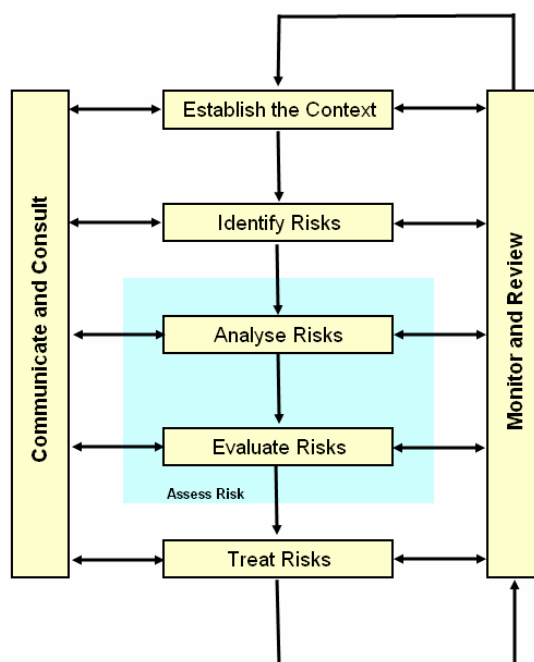 Establish the Context
Identify Risks
Analyse Risks
Evaluate Risks
Assess Risk
Treat Risks
Communicate and Consult
Monitor and Review